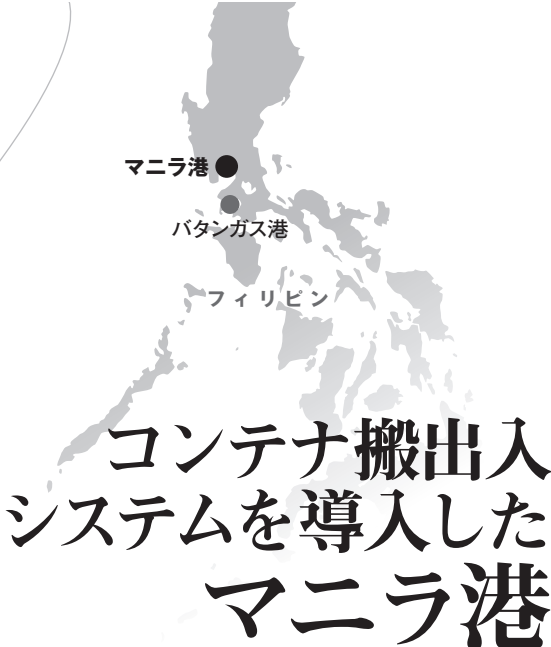 マニラ港
バタンガス港
フィリピン
コンテナ搬出入
システムを導入した
マニラ港